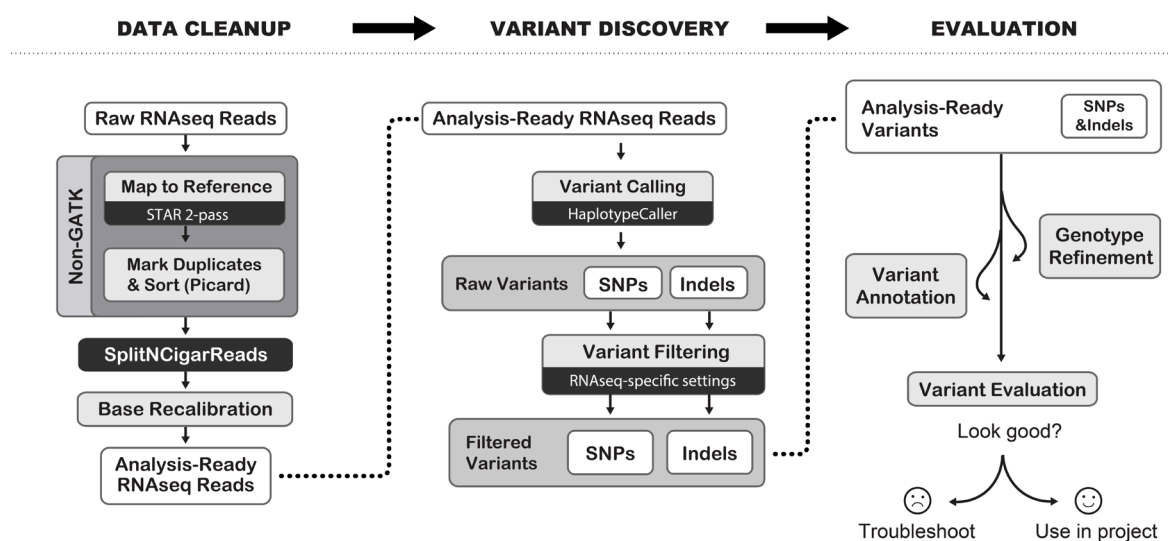 DATA CLEANUP
VARIANT DISCOVERY
EVALUATION
Raw RNAseq Reads
Non-GATK
Map to Reference
STAR 2-pass
Mark Duplicates
& Sort (Picard)
SplitNCigarReads
Base Recalibration
Analysis-Ready
RNAseq Reads
Analysis-Ready RNAseq Reads
Variant Calling
HaplotypeCaller
Raw Variants
SNPs
Indels
Variant Filtering
RNAseq-specific settings
Filtered
Variants
SNPs
Indels
Analysis-Ready
Variants
SNPs
&Indels
Genotype
Refinement
Variant
Annotation
Variant Evaluation
Look good?
Troubleshoot
Use in project